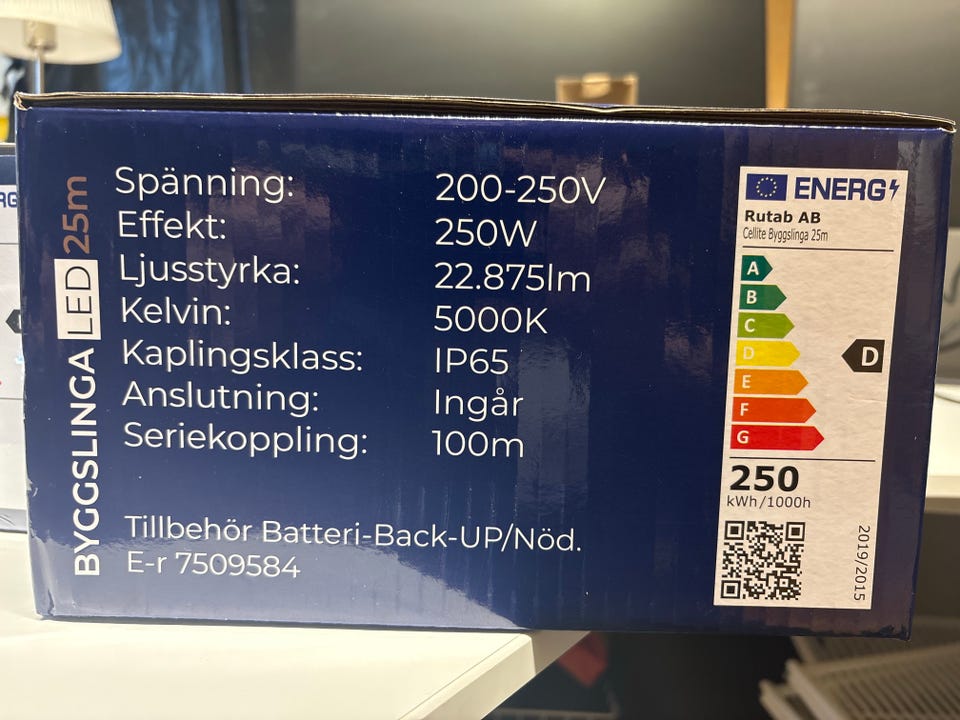 BYGGSLINGA LED 25m
Spänning: 200-250V
Effekt: 250W
Ljusstyrka: 22.875lm
Kelvin: 5000K
Kaplingsklass: IP65
Anslutning: Ingår
Seriekoppling: 100m
Tillbehör Batteri-Back-UP/Nöd.
E-r 7509584
ENERG
Rutab AB
Cellite Byggslinga 25m
A
B
C
D
D
E
F
G
250
kWh/1000h
2019/2015
RG